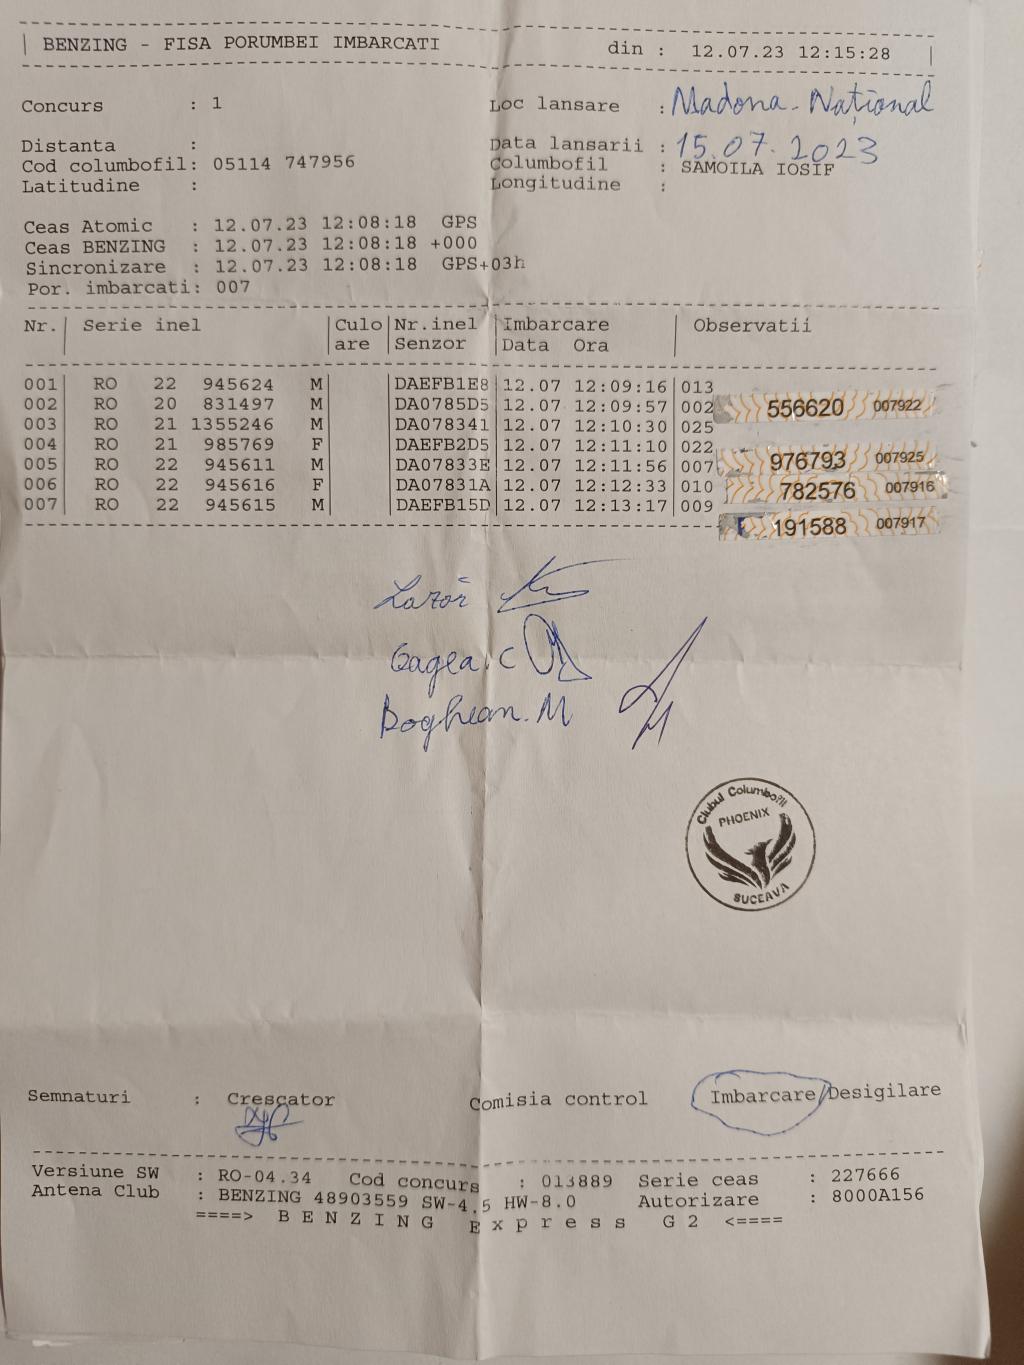 BENZING - FISA PORUMBEI IMBARCATI din : 12.07.23 12:15:28
Concurs : 1 Loc lansare : Madona - Național
Distanta : Data lansarii : 15.07.2023
Cod columbofil: 05114 747956 Columbofil : SAMOILA IOSIF
Latitudine : Longitudine :
Ceas Atomic : 12.07.23 12:08:18 GPS
Ceas BENZING : 12.07.23 12:08:18 +000
Sincronizare : 12.07.23 12:08:18 GPS+03h
Por. imbarcati: 007
Nr.| Serie inel |Culo|Nr.inel|Imbarcare | Observatii
| |are |Senzor |Data Ora |
001| RO 22 945624 M| |DAEFB1E8|12.07 12:09:16|013
002| RO 20 831497 M| |DA0785D5|12.07 12:09:57|002 556620 007922
003| RO 21 1355246 M| |DA078341|12.07 12:10:30|025
004| RO 21 985769 F| |DAEFB2D5|12.07 12:11:10|022
005| RO 22 945611 M| |DA07833E|12.07 12:11:56|007 976793 007925
006| RO 22 945616 F| |DA07831A|12.07 12:12:33|010 782576 007916
007| RO 22 945615 M| |DAEFB15D|12.07 12:13:17|009
191588 007917
Lazăr
Gagea.C
Boghean.M
Clubul Columbofil
PHOENIX
SUCEAVA
Semnaturi : Crescator Comisia control Imbarcare/Desigilare
Versiune SW : RO-04.34 Cod concurs : 013889 Serie ceas : 227666
Antena Club : BENZING 48903559 SW-4.5 HW-8.0 Autorizare : 8000A156
====> B E N Z I N G E x p r e s s G 2 <====